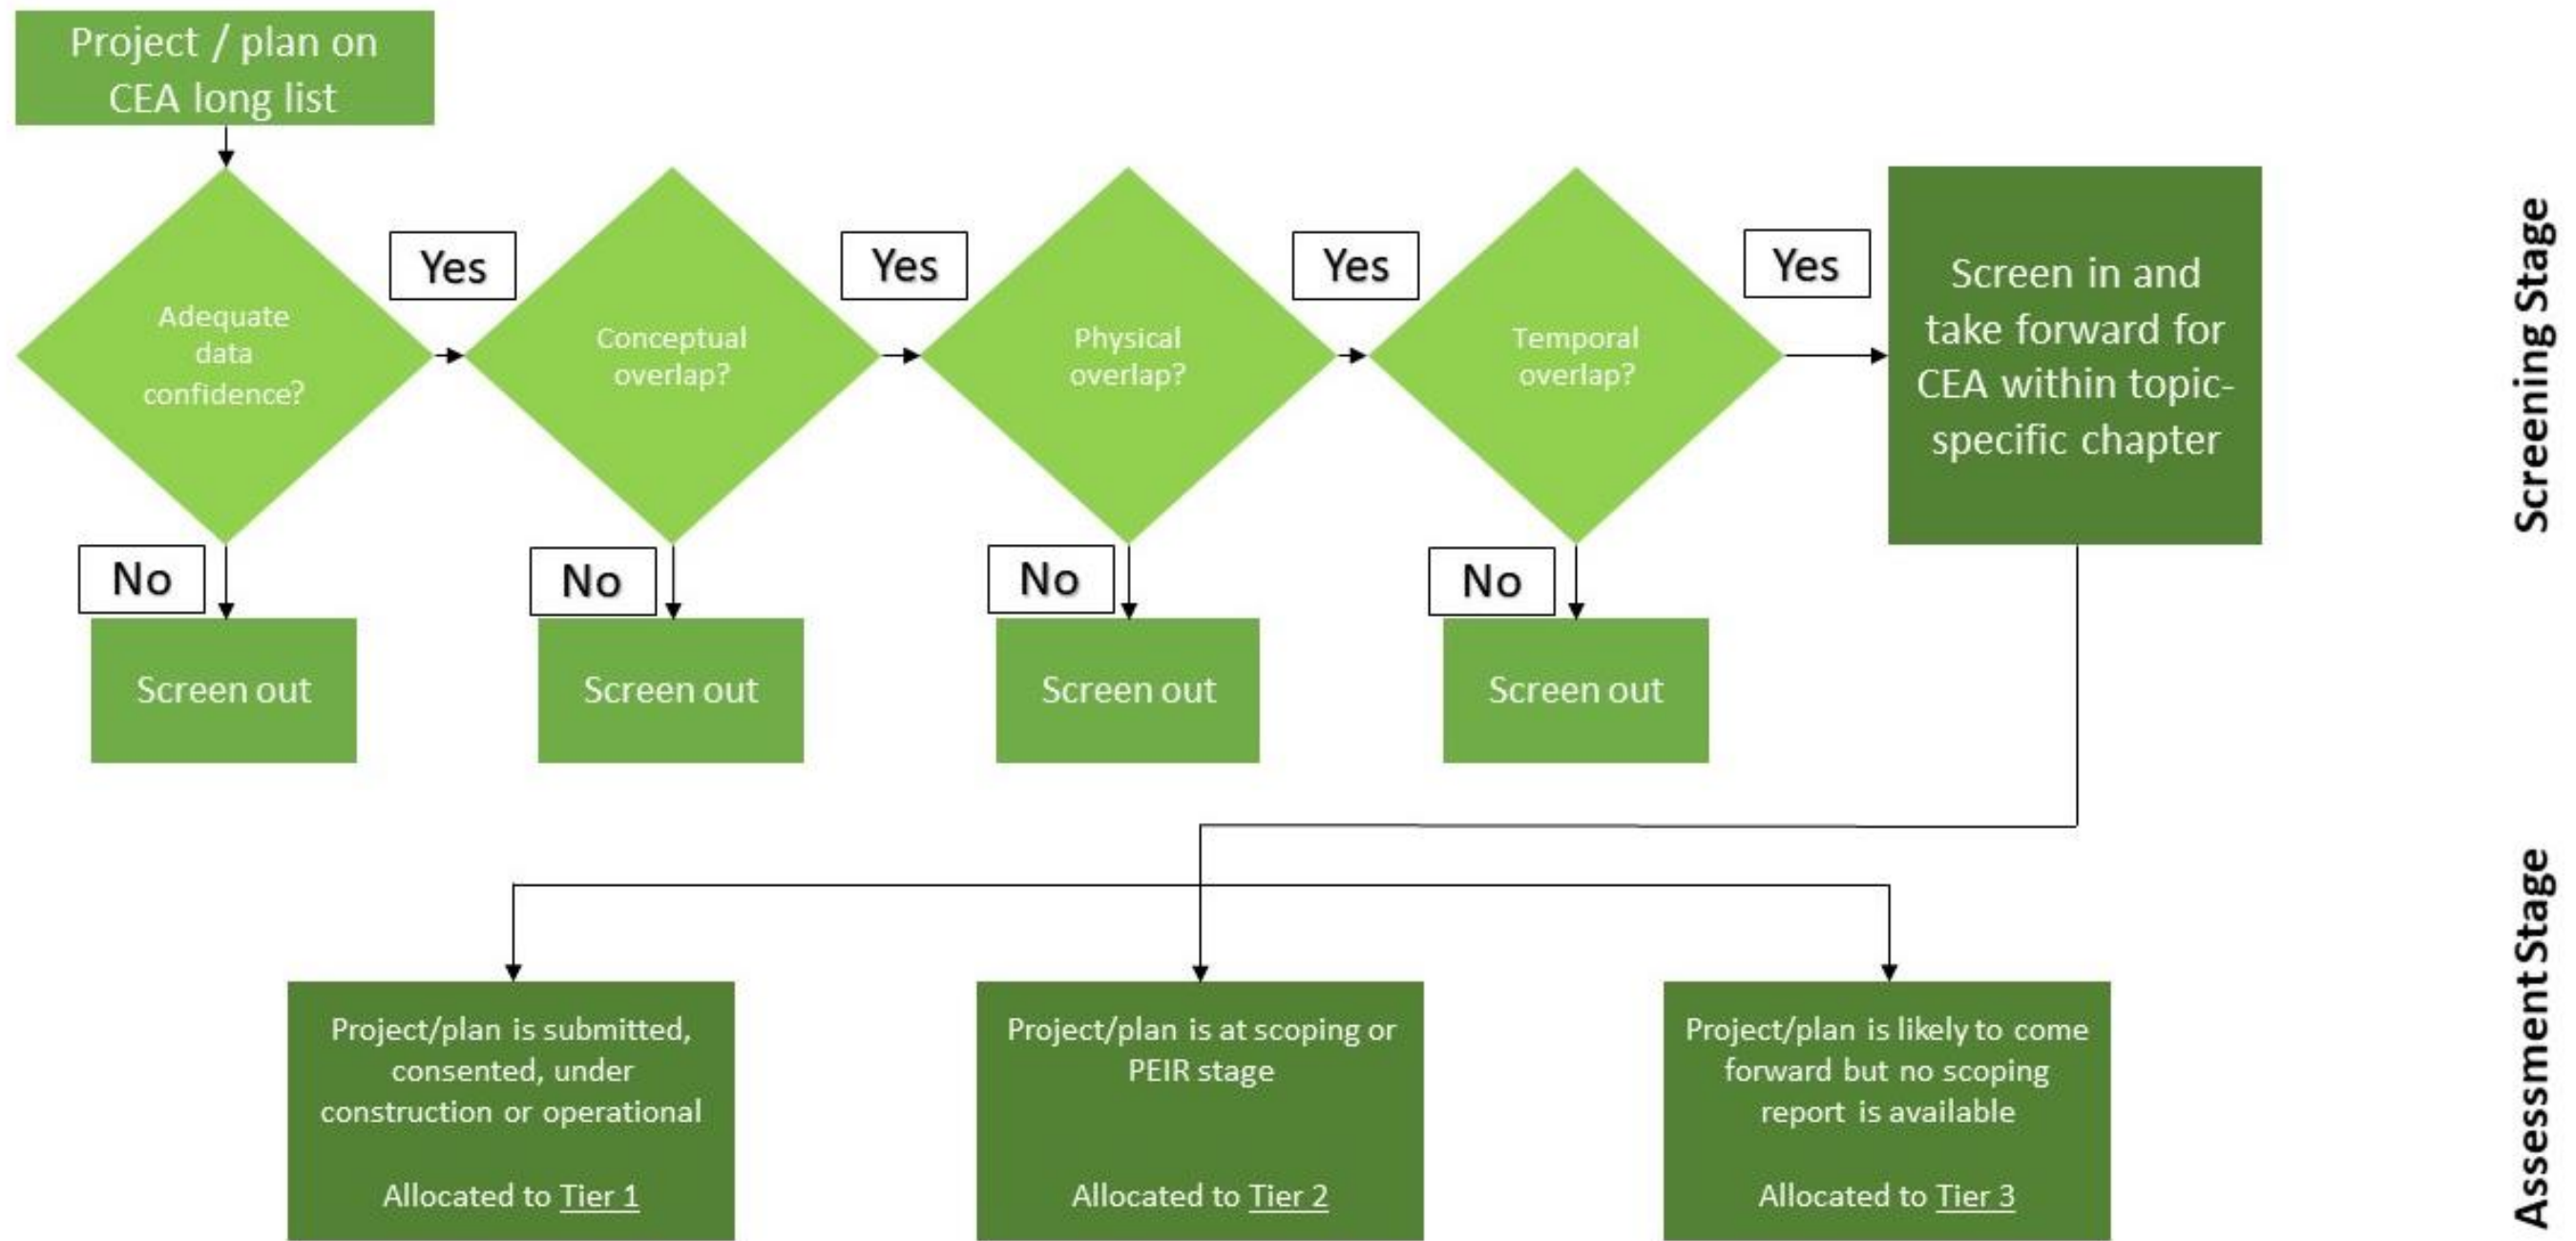 Project / plan on
CEA long list
Adequate
data
confidence?
Yes
Conceptual
overlap?
Yes
Physical
overlap?
Yes
Temporal
overlap?
Yes
Screen in and
take forward for
CEA within topic-
specific chapter
Screening Stage
No
No
No
No
Screen out
Screen out
Screen out
Screen out
Project/plan is submitted,
consented, under
construction or operational
Allocated to Tier 1
Project/plan is at scoping or
PEIR stage
Allocated to Tier 2
Project/plan is likely to come
forward but no scoping
report is available
Allocated to Tier 3
Assessment Stage